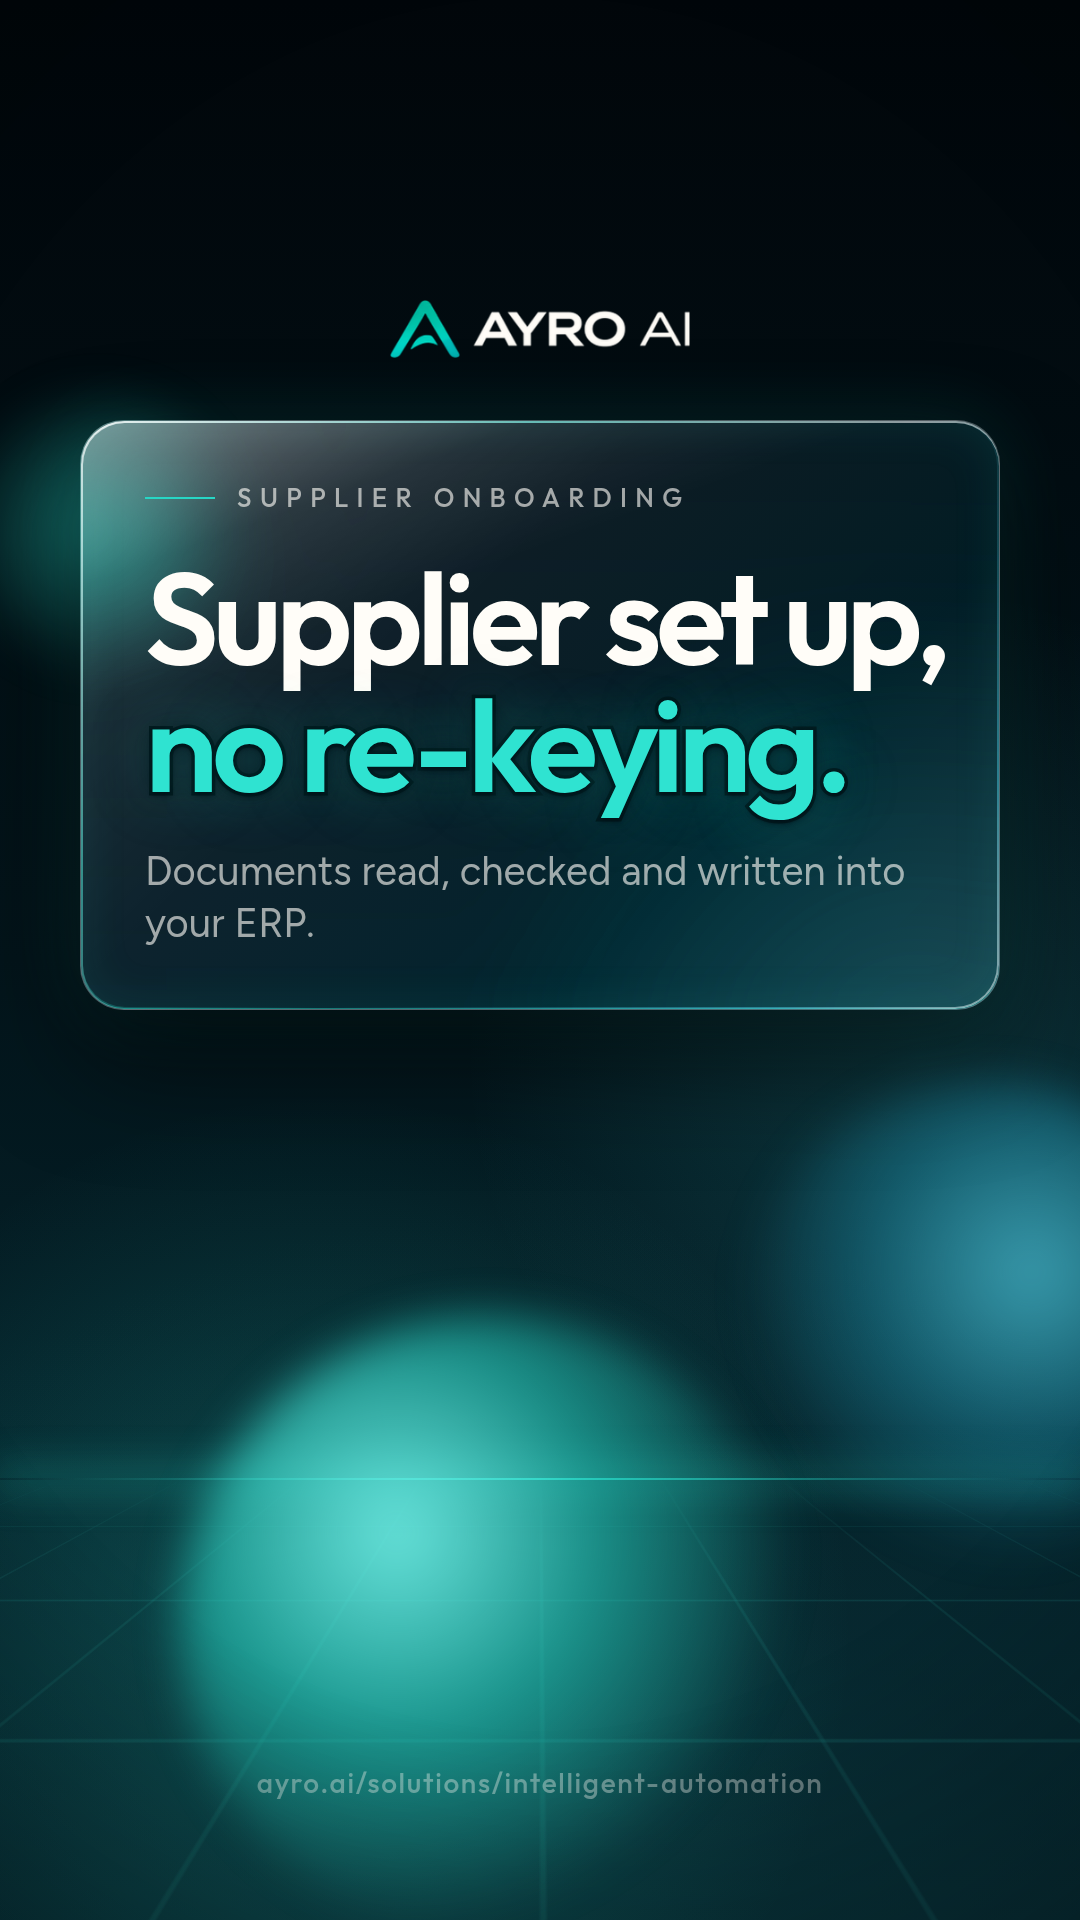 AYRO AI
SUPPLIER ONBOARDING
Supplier set up,
no re-keying.
Documents read, checked and written into
your ERP.
ayro.ai/solutions/intelligent-automation